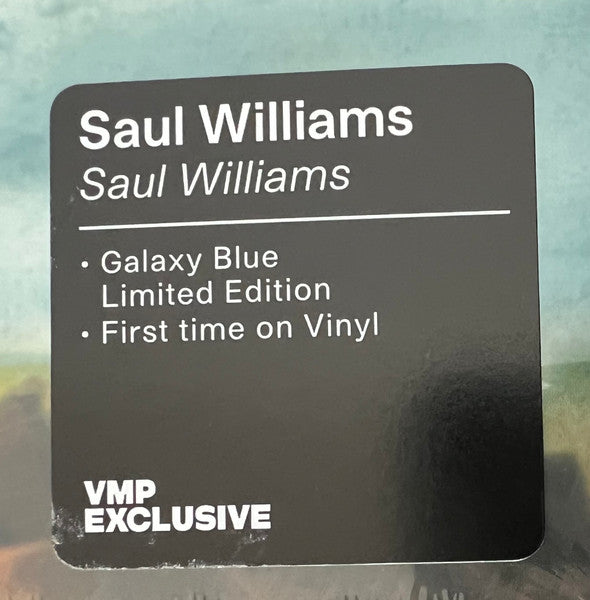 Saul Williams
Saul Williams
• Galaxy Blue
Limited Edition
• First time on Vinyl
VMP
EXCLUSIVE